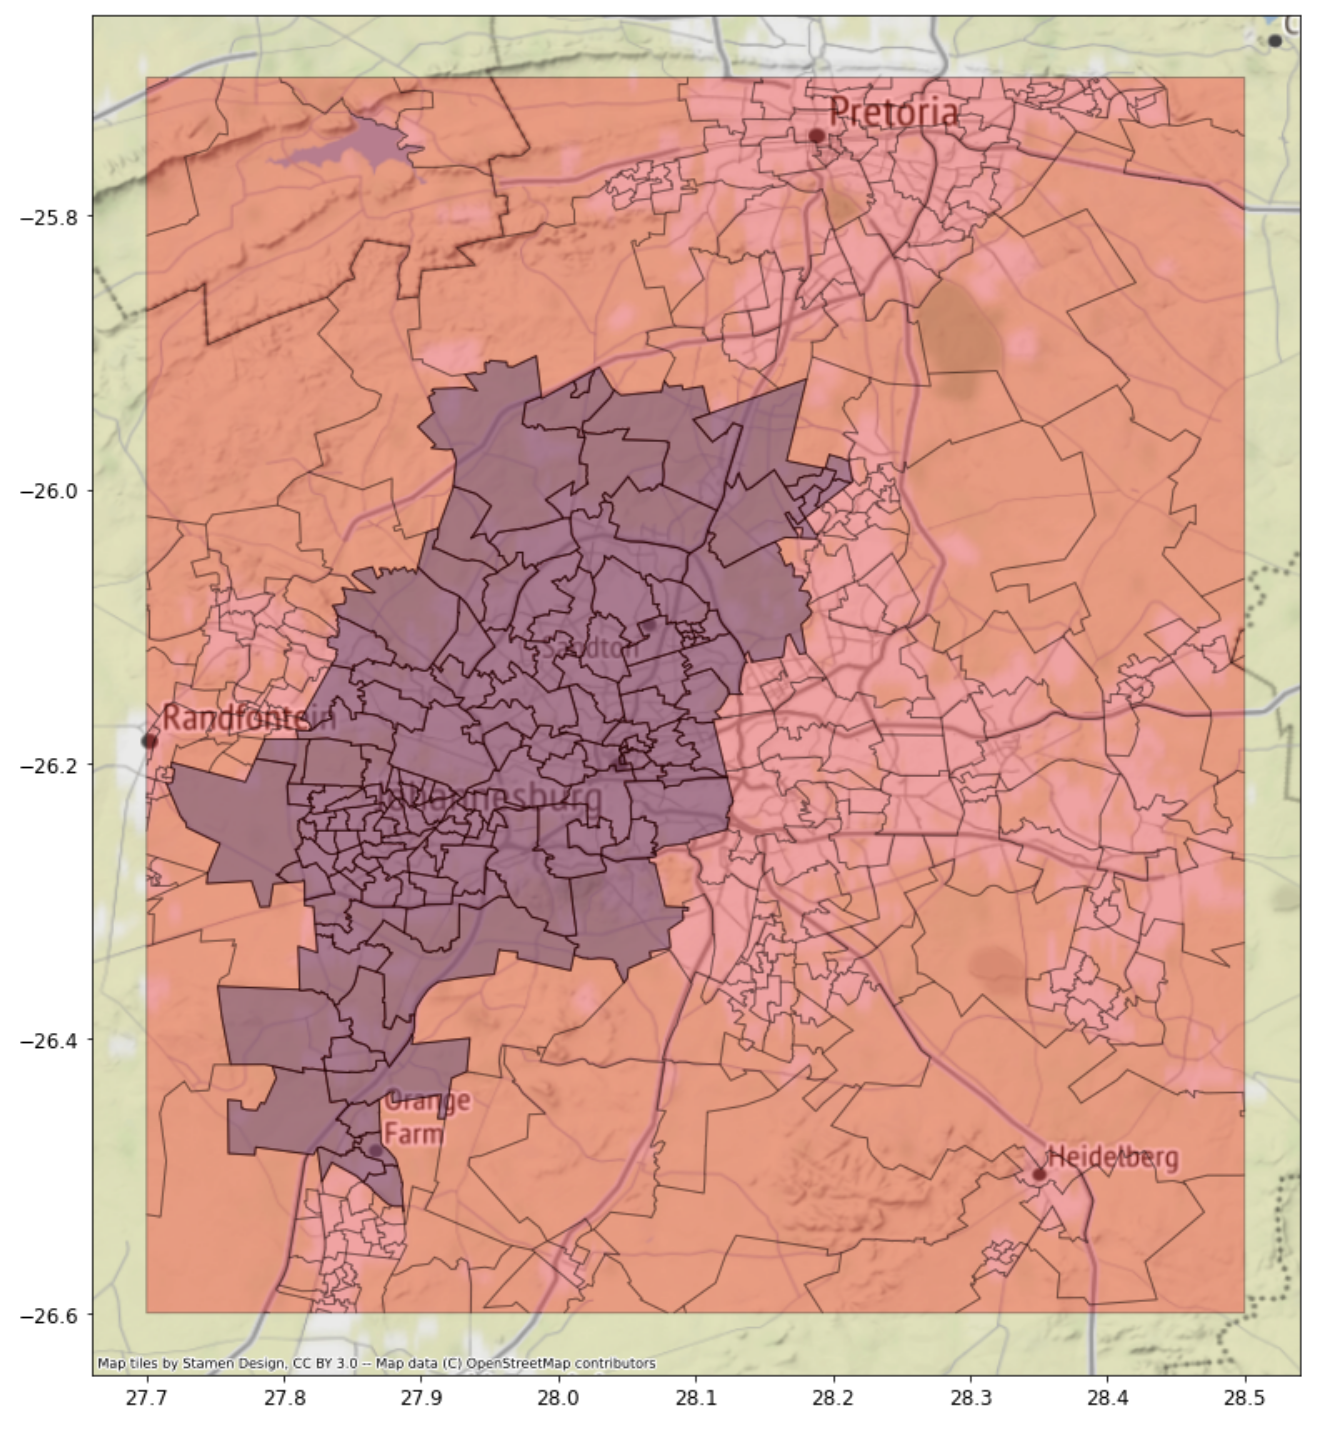 C
Pretoria
−25.8
−26.0
Sandton
Randfontein
−26.2
Johannesburg
−26.4
Orange
Farm
Heidelberg
−26.6
Map tiles by Stamen Design, CC BY 3.0 -- Map data (C) OpenStreetMap contributors
27.7 27.8 27.9 28.0 28.1 28.2 28.3 28.4 28.5